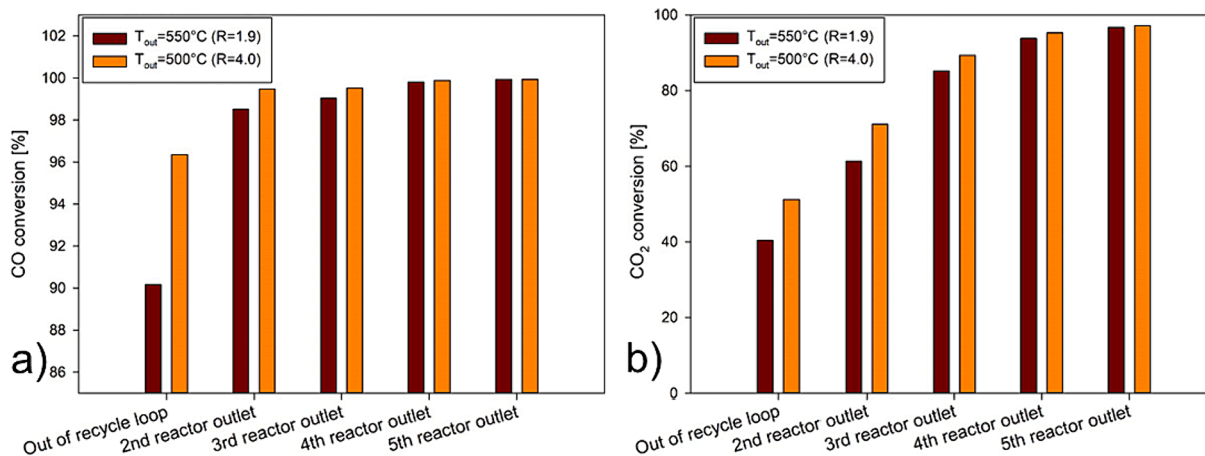 102
100
98
96
94
92
90
88
86
CO conversion [%]
T_out=550°C (R=1.9)
T_out=500°C (R=4.0)
a)
Out of recycle loop
2nd reactor outlet
3rd reactor outlet
4th reactor outlet
5th reactor outlet
100
80
60
40
20
0
CO₂ conversion [%]
T_out=550°C (R=1.9)
T_out=500°C (R=4.0)
b)
Out of recycle loop
2nd reactor outlet
3rd reactor outlet
4th reactor outlet
5th reactor outlet